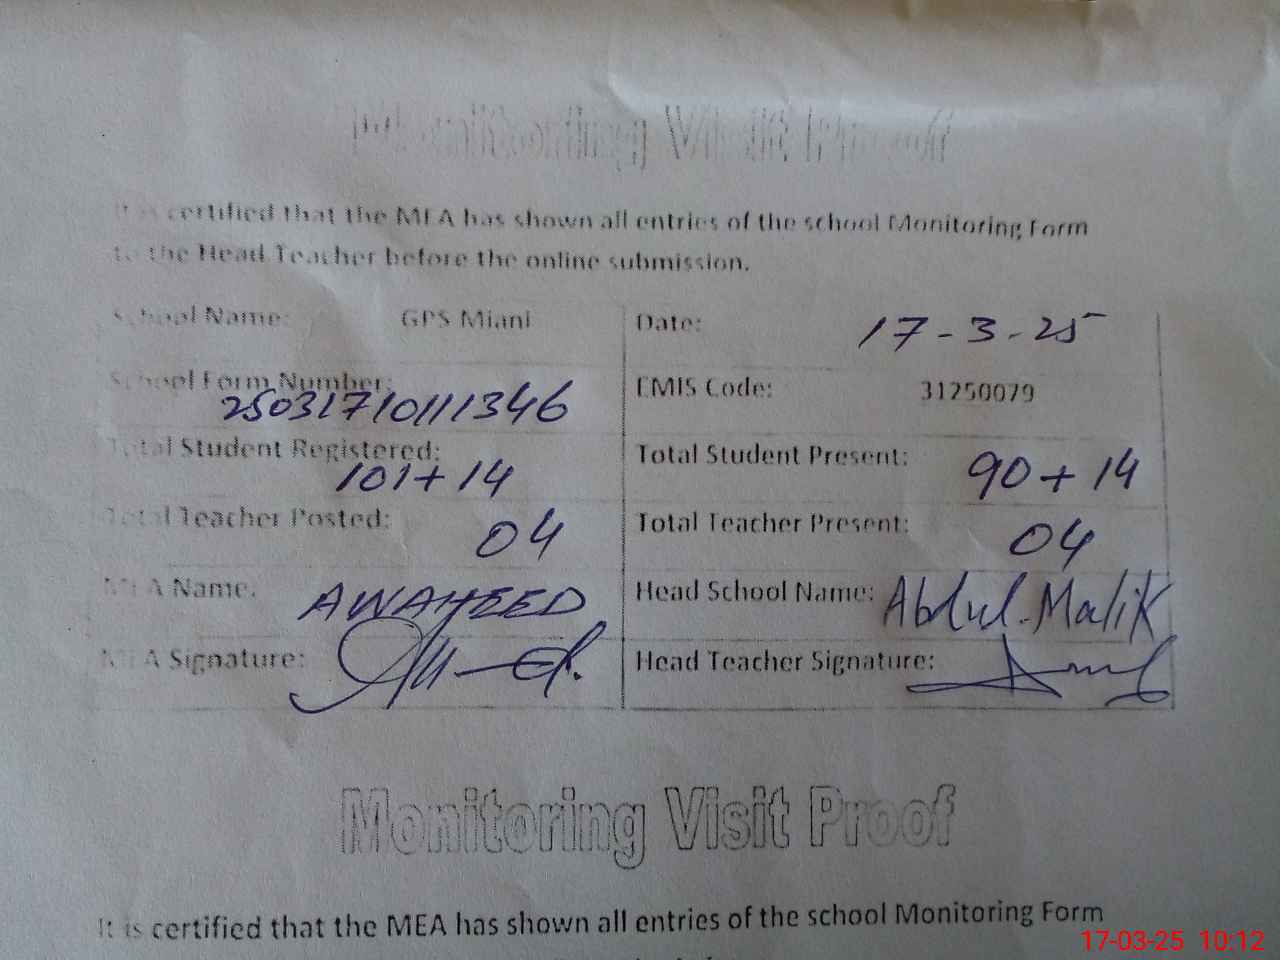 Monitoring Visit Proof
It is certified that the MEA has shown all entries of the school Monitoring Form
to the Head Teacher before the online submission.
School Name: GPS Miani Date: 17-3-25
School Form Number: 25031710111346 EMIS Code: 31250079
Total Student Registered: 101+14 Total Student Present: 90+14
Total Teacher Posted: 04 Total Teacher Present: 04
MEA Name: AWAHEED Head School Name: Abdul Malik
MEA Signature: Head Teacher Signature:
Monitoring Visit Proof
It is certified that the MEA has shown all entries of the school Monitoring Form
17-03-25 10:12